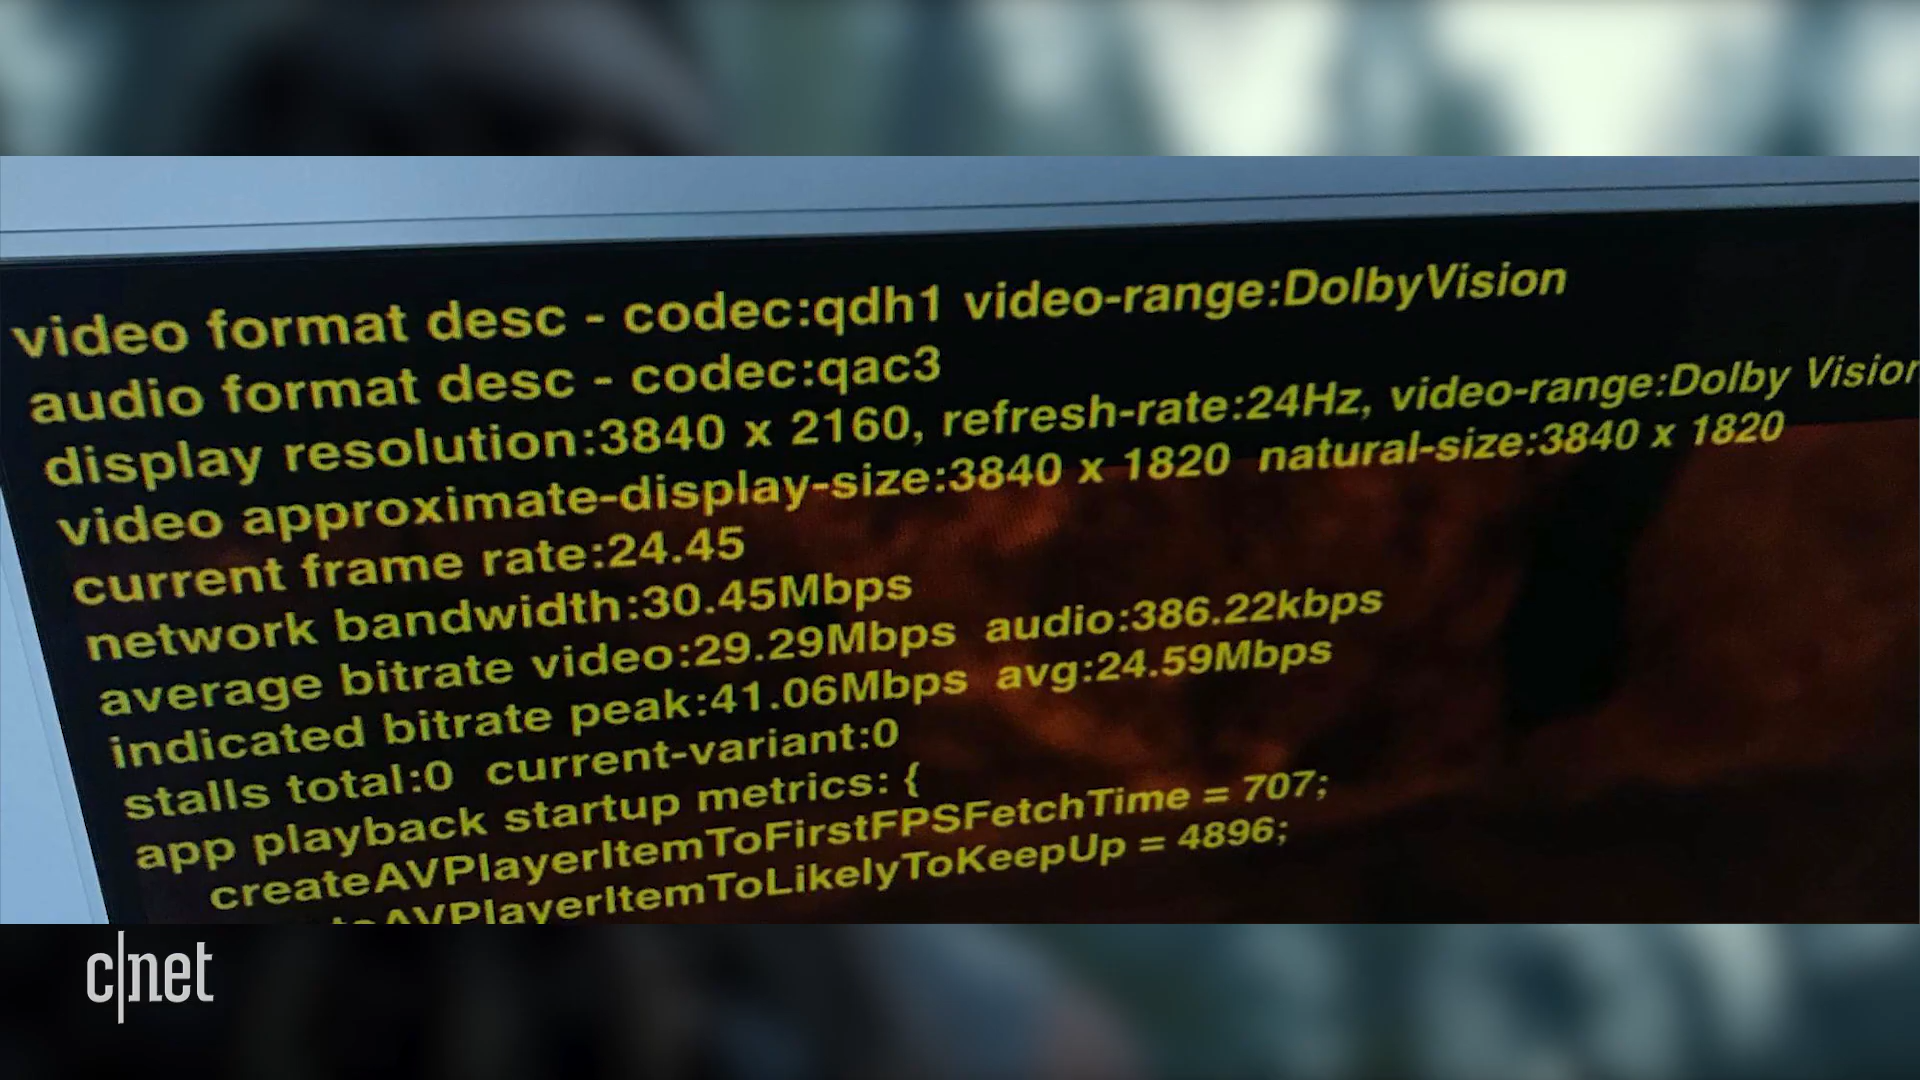 video format desc - codec:qdh1 video-range:DolbyVision
audio format desc - codec:qac3
display resolution:3840 x 2160, refresh-rate:24Hz, video-range:Dolby Vision
video approximate-display-size:3840 x 1820 natural-size:3840 x 1820
current frame rate:24.45
network bandwidth:30.45Mbps
average bitrate video:29.29Mbps audio:386.22kbps
indicated bitrate peak:41.06Mbps avg:24.59Mbps
stalls total:0 current-variant:0
app playback startup metrics: {
createAVPlayerItemToFirstFPSFetchTime = 707;
AVPlayerItemToLikelyToKeepUp = 4896;
c|net